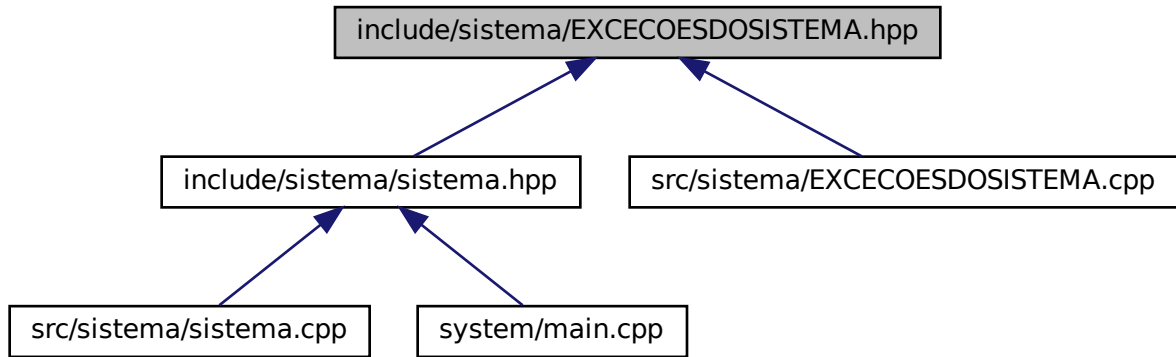 include/sistema/EXCECOESDOSISTEMA.hpp
include/sistema/sistema.hpp
src/sistema/EXCECOESDOSISTEMA.cpp
src/sistema/sistema.cpp
system/main.cpp